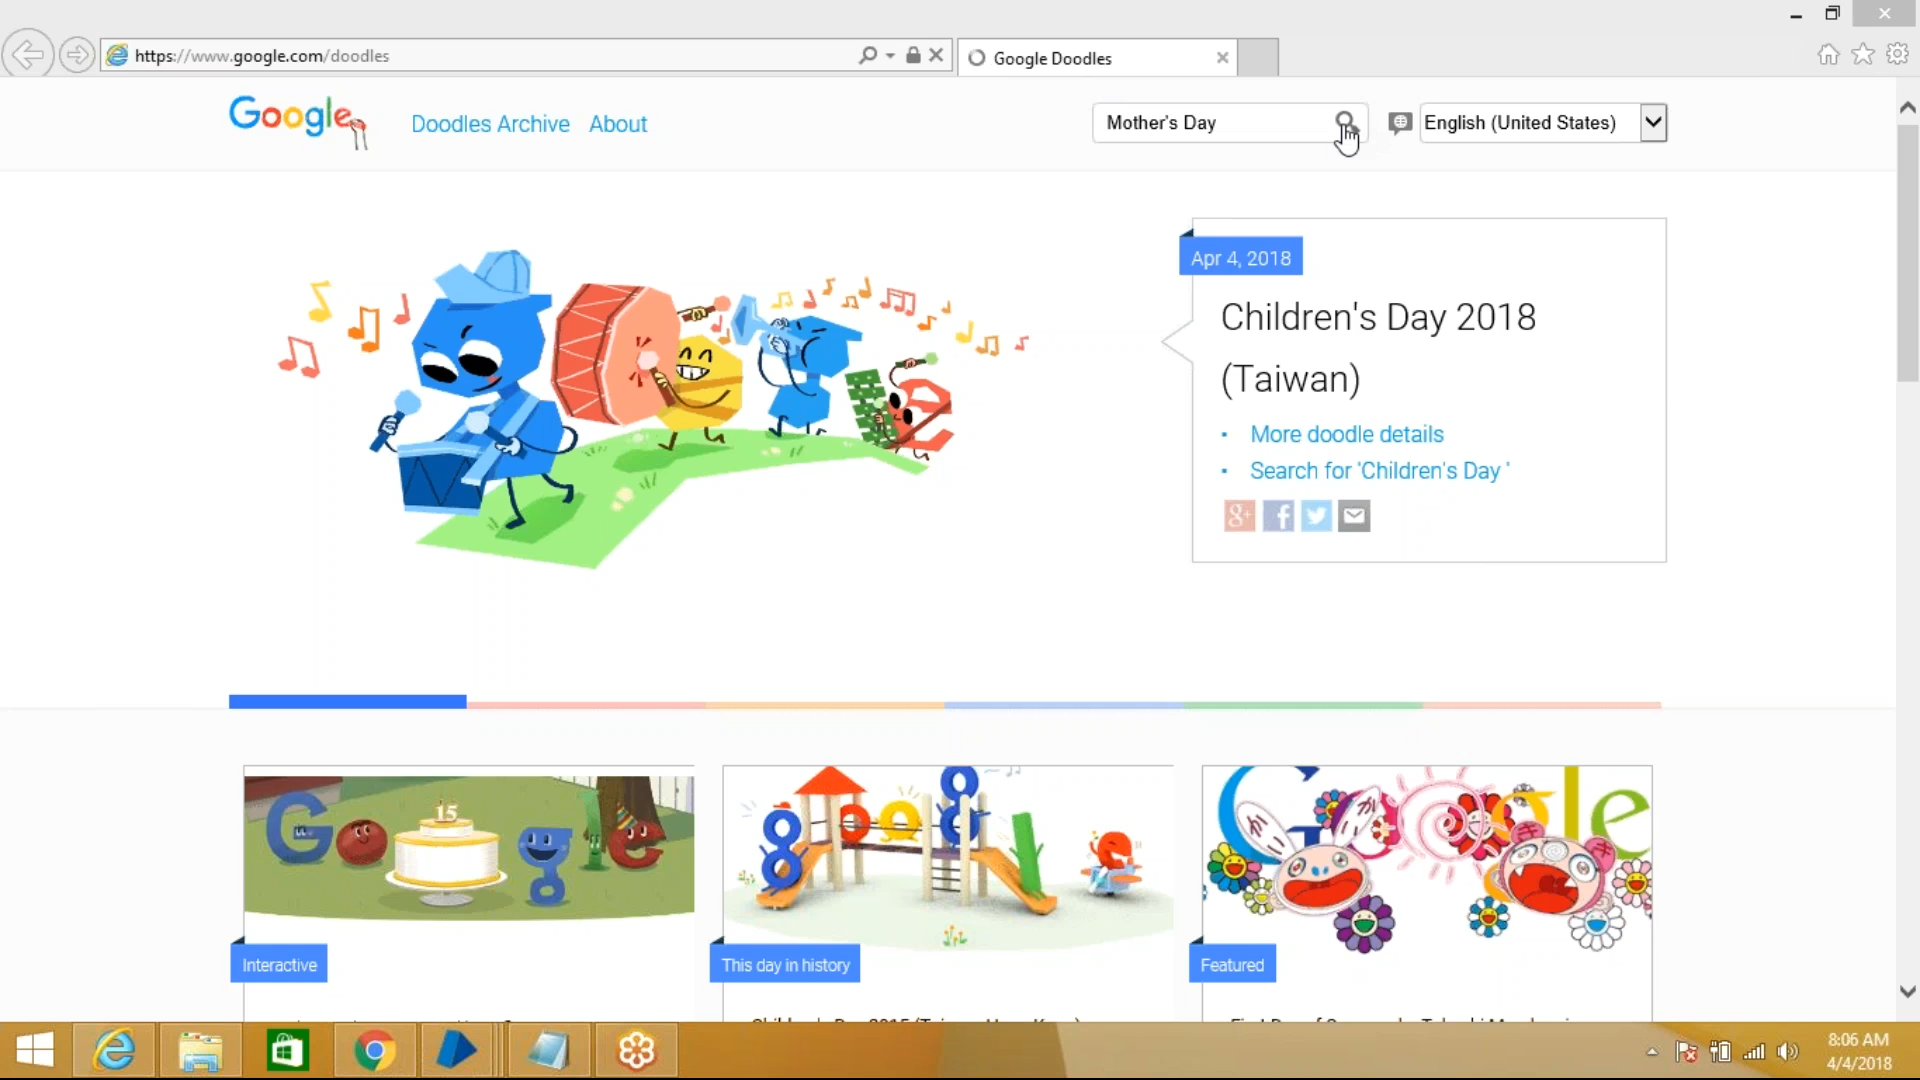 https://www.google.com/doodles
Google Doodles
Google
Doodles Archive
About
Mother's Day
English (United States)
Apr 4, 2018
Children's Day 2018
(Taiwan)
More doodle details
Search for 'Children's Day '
g+
f
15
Interactive
This day in history
Featured
8:06 AM
4/4/2018